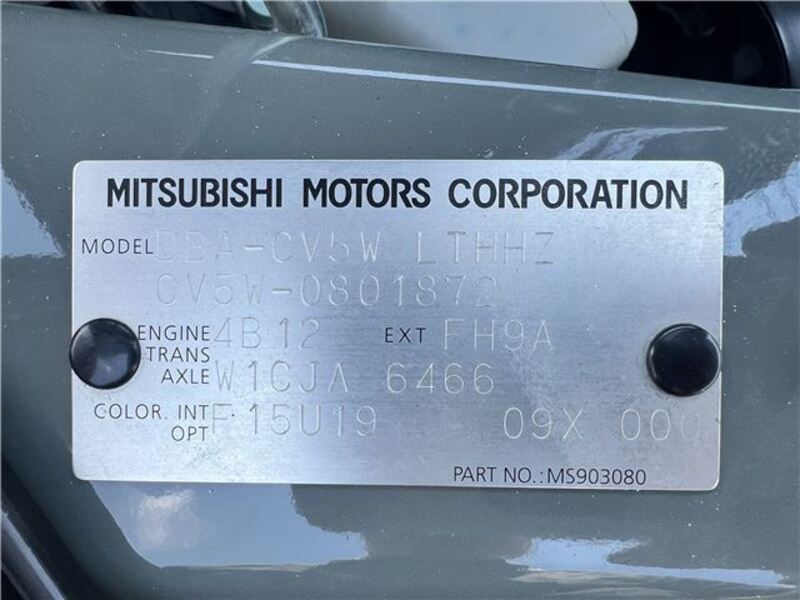 MITSUBISHI MOTORS CORPORATION
MODEL DBA-CV5W LTHHZ
CV5W-0801872
ENGINE 4B12 EXT FH9A
TRANS
AXLE W1CJA 6466
COLOR. INT F 15U19 09X 000
OPT
PART NO.: MS903080